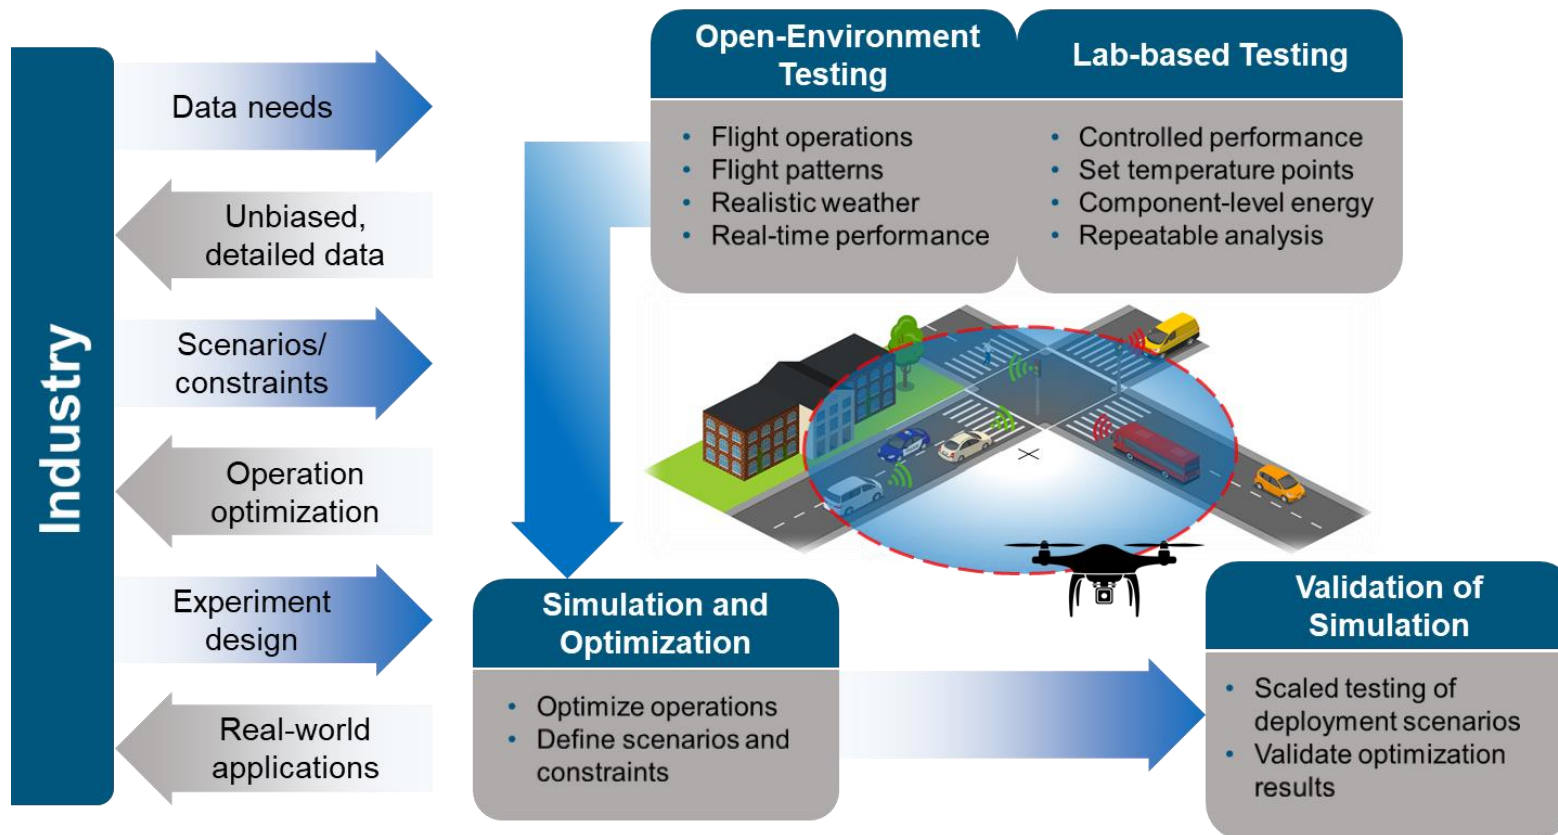 Industry
Data needs
Unbiased,
detailed data
Scenarios/
constraints
Operation
optimization
Experiment
design
Real-world
applications
Open-Environment
Testing
• Flight operations
• Flight patterns
• Realistic weather
• Real-time performance
Lab-based Testing
• Controlled performance
• Set temperature points
• Component-level energy
• Repeatable analysis
Simulation and
Optimization
• Optimize operations
• Define scenarios and
constraints
Validation of
Simulation
• Scaled testing of
deployment scenarios
• Validate optimization
results